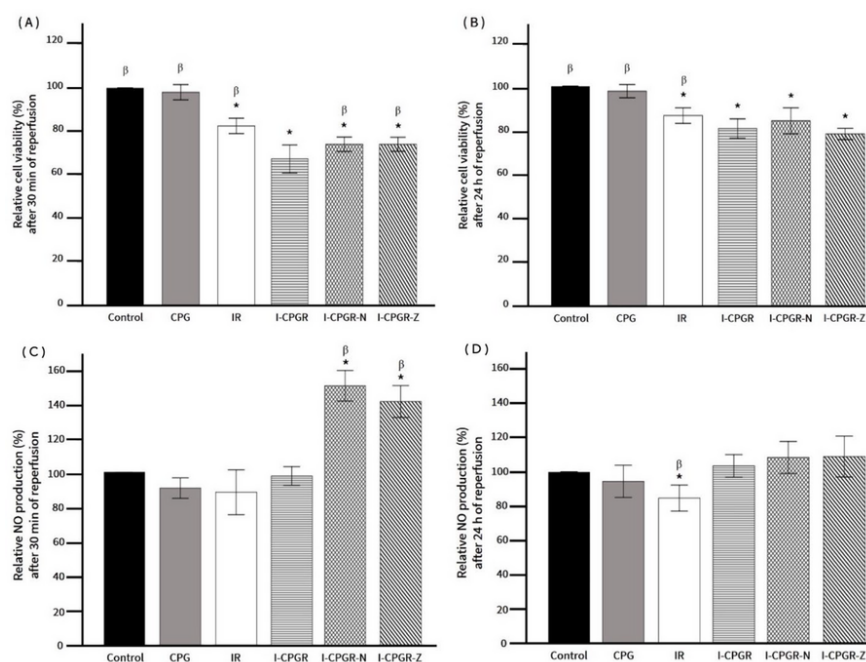 (A)
Relative cell viability (%)
after 30 min of reperfusion
120
100
80
60
40
20
0
β
β
β
*
*
β
*
β
*
Control
CPG
IR
I-CPGR
I-CPGR-N
I-CPGR-Z
(B)
Relative cell viability (%)
after 24 h of reperfusion
120
100
80
60
40
20
0
β
β
β
*
*
*
*
Control
CPG
IR
I-CPGR
I-CPGR-N
I-CPGR-Z
(C)
Relative NO production (%)
after 30 min of reperfusion
160
140
120
100
80
60
40
20
0
β
*
β
*
Control
CPG
IR
I-CPGR
I-CPGR-N
I-CPGR-Z
(D)
Relative NO production (%)
after 24 h of reperfusion
160
140
120
100
80
60
40
20
0
β
*
Control
CPG
IR
I-CPGR
I-CPGR-N
I-CPGR-Z